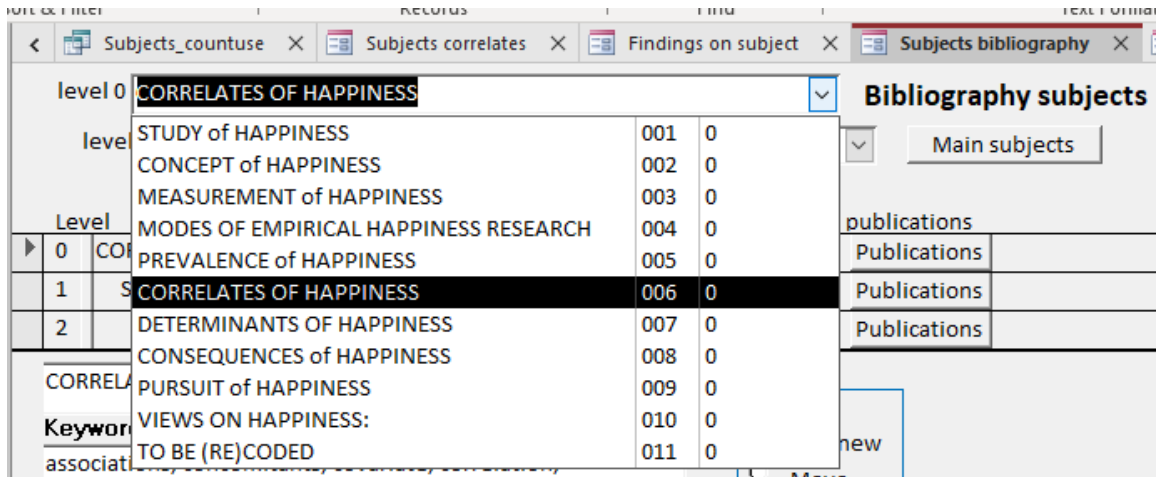 Records
Find
Subjects_countuse
Subjects correlates
Findings on subject
Subjects bibliography
level 0 CORRELATES OF HAPPINESS
Bibliography subjects
STUDY of HAPPINESS 001 0
level
Main subjects
CONCEPT of HAPPINESS 002 0
MEASUREMENT of HAPPINESS 003 0
Level
MODES OF EMPIRICAL HAPPINESS RESEARCH 004 0
publications
0 COR
PREVALENCE of HAPPINESS 005 0
Publications
1 S
CORRELATES OF HAPPINESS 006 0
Publications
2
DETERMINANTS OF HAPPINESS 007 0
Publications
CONSEQUENCES of HAPPINESS 008 0
CORRELA
PURSUIT of HAPPINESS 009 0
Keywor
VIEWS ON HAPPINESS: 010 0
new
TO BE (RE)CODED 011 0